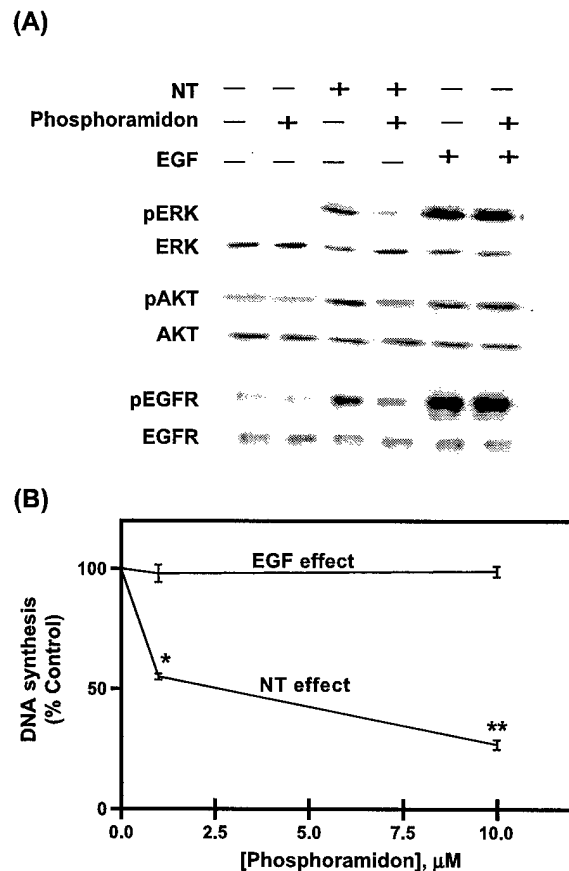 (A)
NT — — + + — —
Phosphoramidon — + — + — +
EGF — — — — + +
pERK
ERK
pAKT
AKT
pEGFR
EGFR
(B)
100
50
0
DNA synthesis
(% Control)
EGF effect
*
NT effect
**
0.0 2.5 5.0 7.5 10.0
[Phosphoramidon], μM